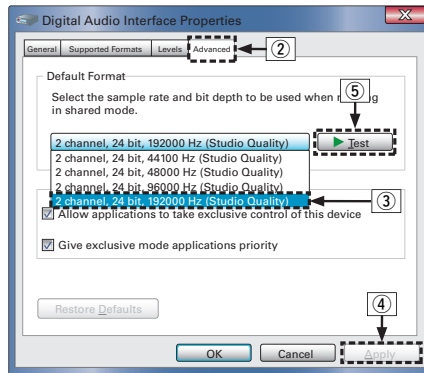 Digital Audio Interface Properties
General Supported Formats Levels Advanced
②
Default Format
⑤
Select the sample rate and bit depth to be used when
in shared mode.
2 channel, 24 bit, 192000 Hz (Studio Quality)
Test
2 channel, 24 bit, 44100 Hz (Studio Quality)
2 channel, 24 bit, 48000 Hz (Studio Quality)
2 channel, 24 bit, 96000 Hz (Studio Quality)
2 channel, 24 bit, 192000 Hz (Studio Quality)
③
Allow applications to take exclusive control of this device
Give exclusive mode applications priority
Restore Defaults
④
OK Cancel Apply